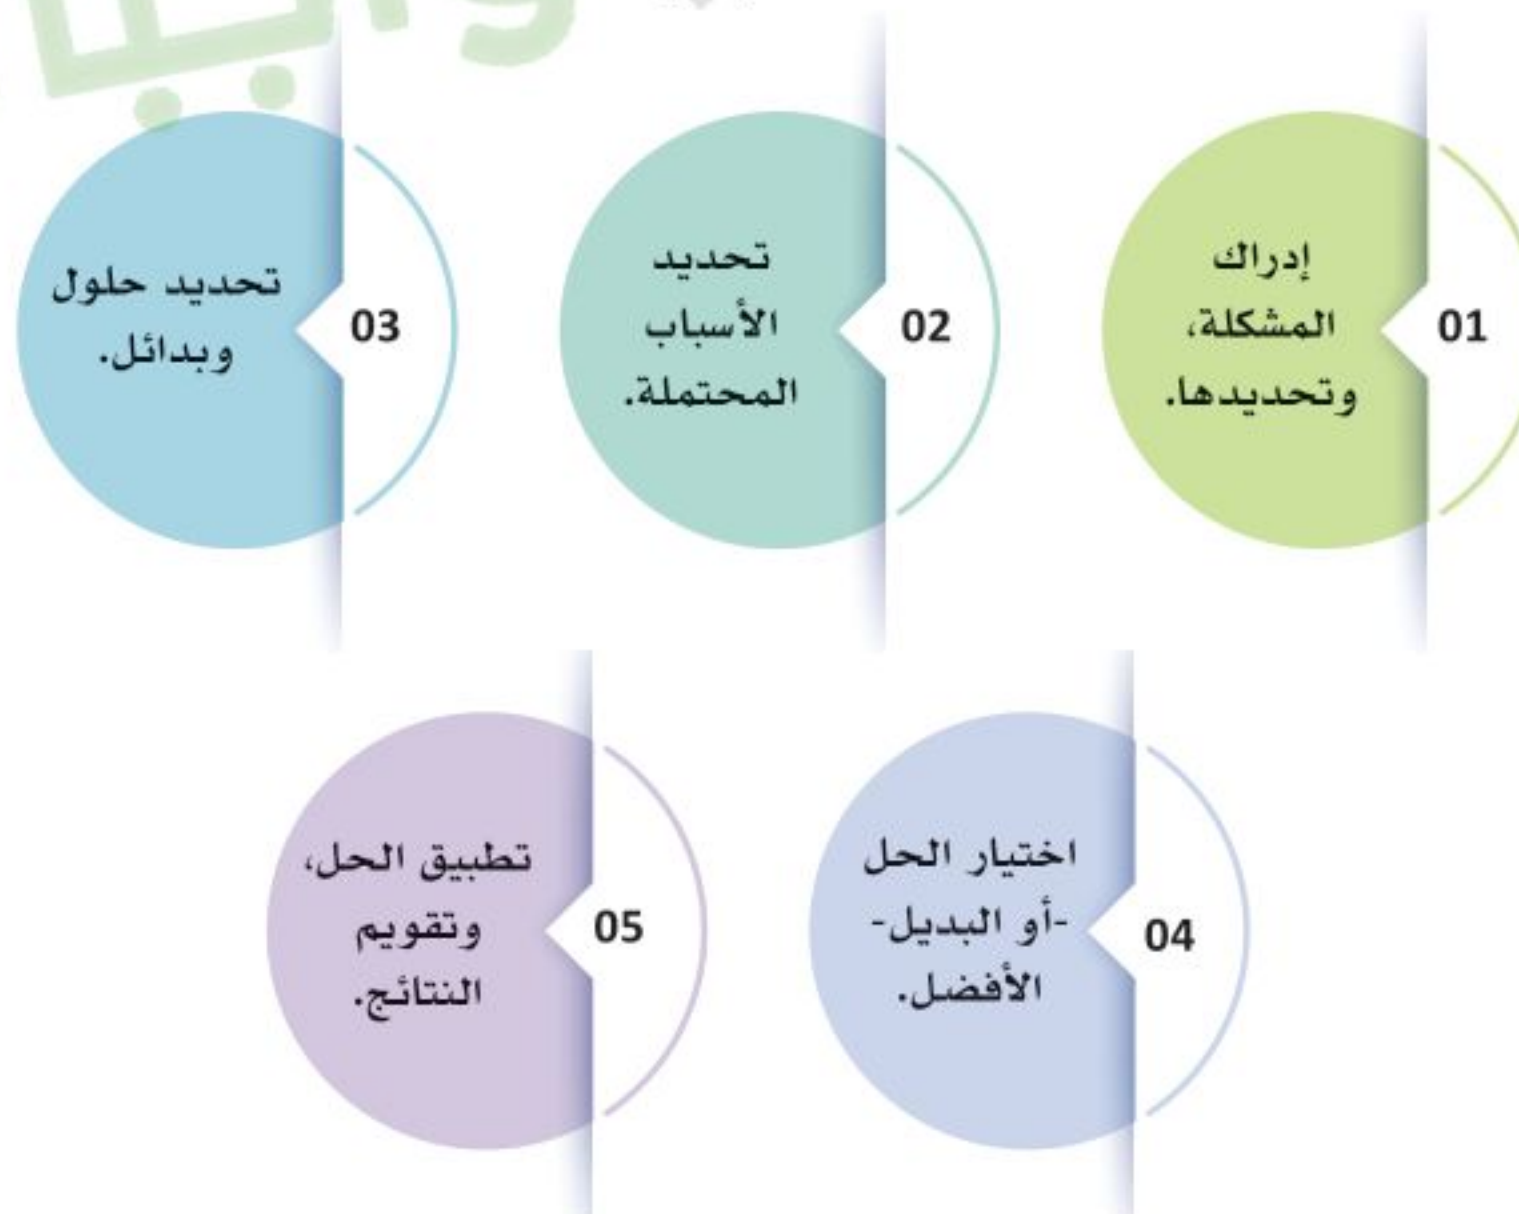 01
إدراك
المشكلة،
وتحديدها.
02
تحديد
الأسباب
المحتملة.
03
تحديد حلول
وبدائل.
04
اختيار الحل
-أو البديل-
الأفضل.
05
تطبيق الحل،
وتقويم
النتائج.